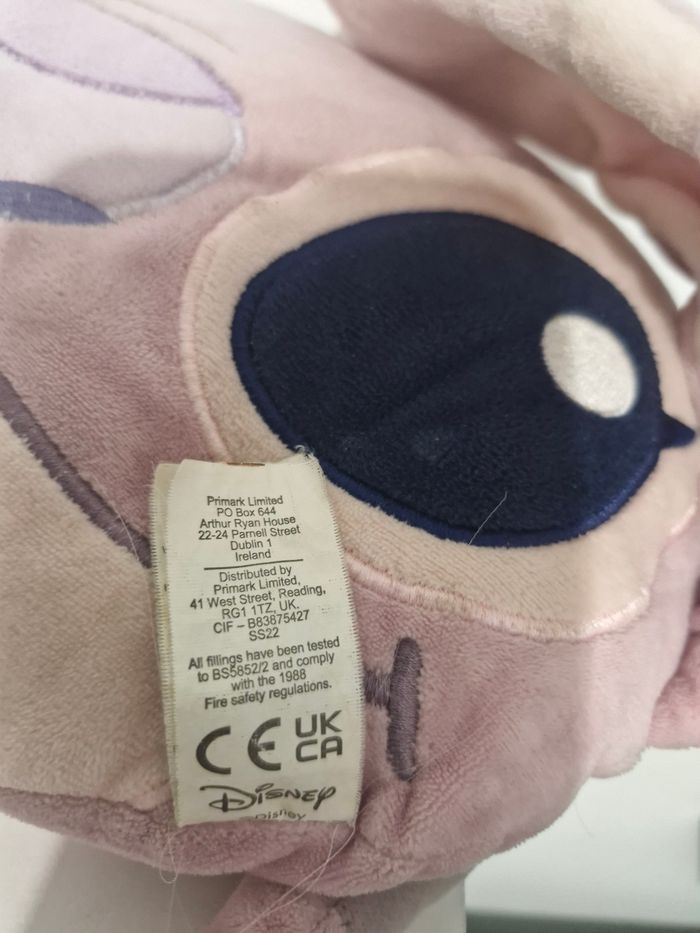 Primark Limited
PO Box 644
Arthur Ryan House
22-24 Parnell Street
Dublin 1
Ireland
Distributed by
Primark Limited,
41 West Street, Reading,
RG1 1TZ, UK.
CIF – B83875427
SS22
All fillings have been tested
to BS5852/2 and comply
with the 1988
Fire safety regulations.
CE UK
CA
Disney
©Disney